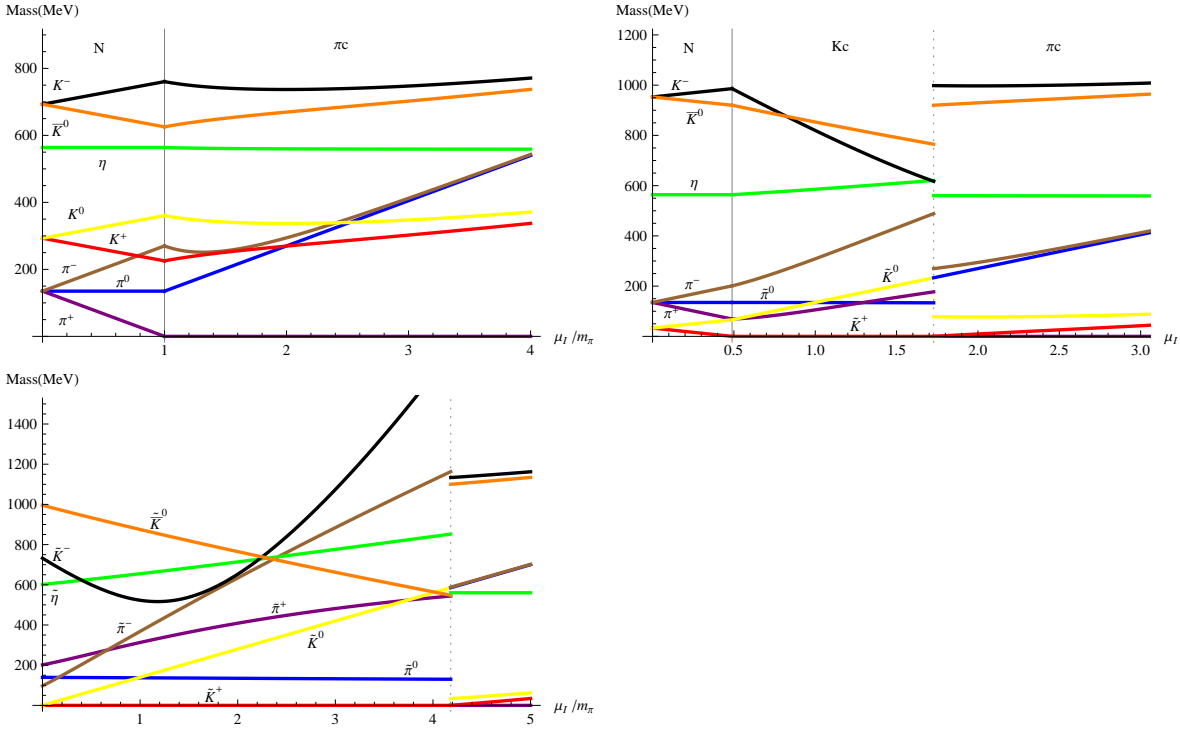 Mass(MeV)
N
πc
800
K⁻
K̅⁰
600
η
400
K⁰
K⁺
200
π⁻
π⁰
π⁺
1
2
3
4
μ_I /m_π
Mass(MeV)
1200
N
Kc
πc
1000
K⁻
K̅⁰
800
600
η
400
π⁻
K̃⁰
200
π̃⁰
π⁺
K̃⁺
0.5
1.0
1.5
2.0
2.5
3.0
μ_I
Mass(MeV)
1400
1200
1000
K̅̃⁰
800
K̃⁻
600
η̃
π̃⁺
400
π̃⁻
K̃⁰
200
π̃⁰
K̃⁺
1
2
3
4
5
μ_I /m_π